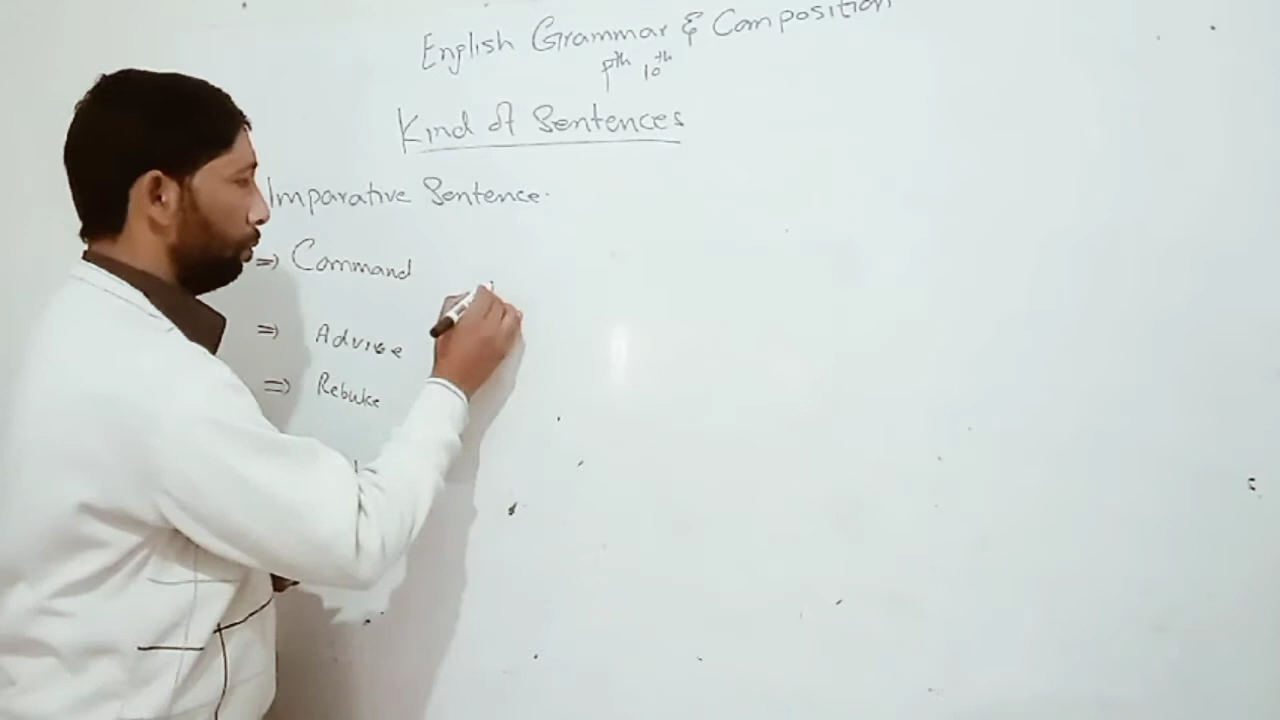 English Grammar & Composition
9th 10th
Kind of Sentences
Imparative Sentence.
⇒ Command
⇒ Advise
⇒ Rebuke